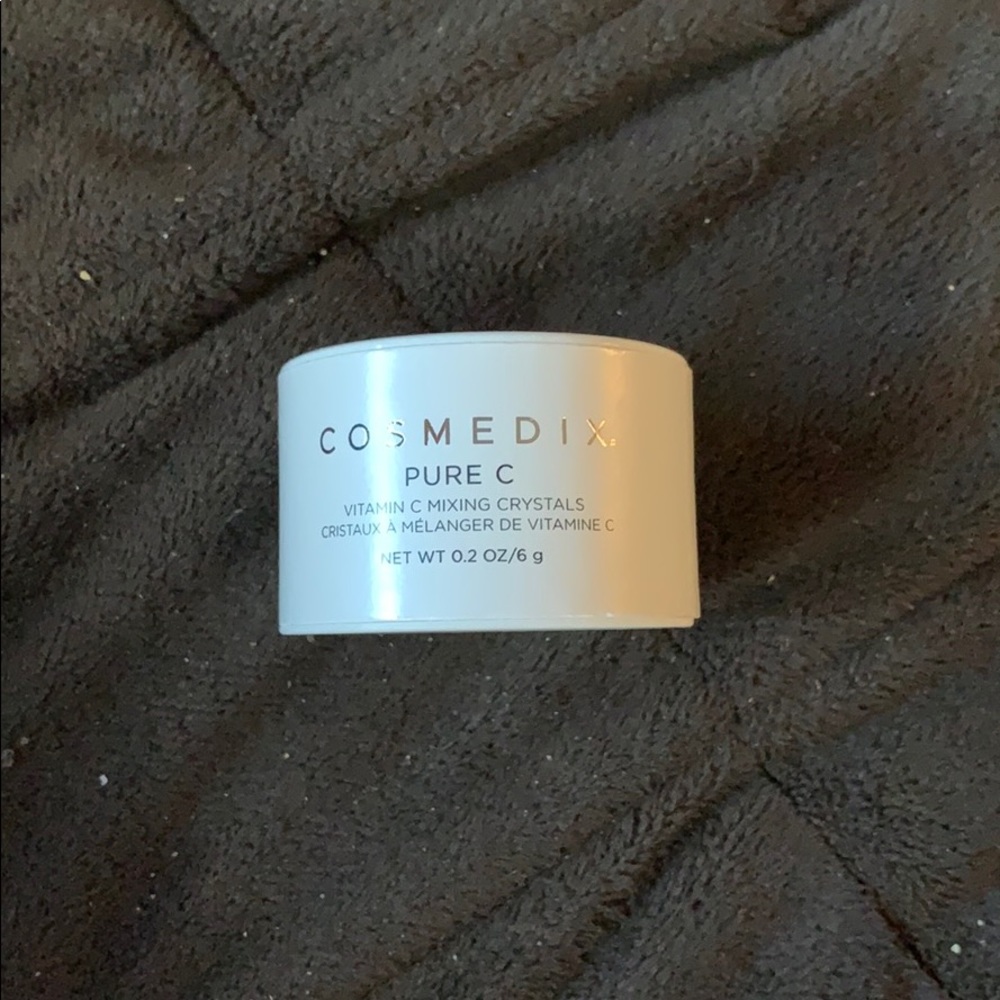 COSMEDIX
PURE C
VITAMIN C MIXING CRYSTALS
CRISTAUX À MÉLANGER DE VITAMINE C
NET WT 0.2 OZ/6 g